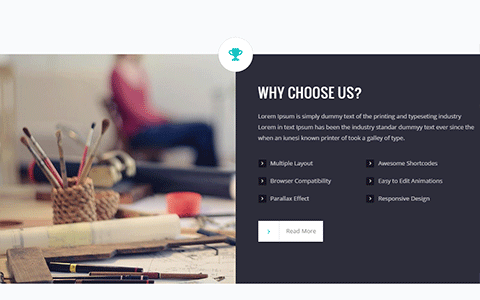 WHY CHOOSE US?
Lorem Ipsum is simply dummy text of the printing and typeseting industry
Lorem in text Ipsum has been the industry standar dummyy text ever since the
when an iunesi known printer of took a galley of type.
Multiple Layout
Awesome Shortcodes
Browser Compatibility
Easy to Edit Animations
Parallax Effect
Responsive Design
Read More